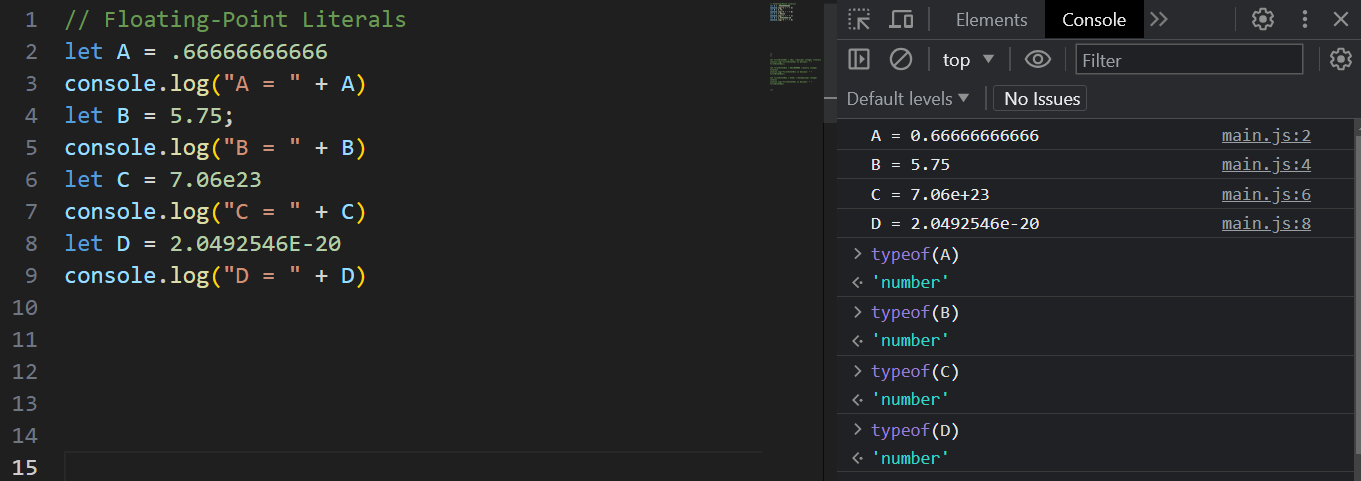 1 // Floating-Point Literals
2 let A = .66666666666
3 console.log("A = " + A)
4 let B = 5.75;
5 console.log("B = " + B)
6 let C = 7.06e23
7 console.log("C = " + C)
8 let D = 2.0492546E-20
9 console.log("D = " + D)
10
11
12
13
14
15
Elements Console
top Filter
Default levels No Issues
A = 0.66666666666 main.js:2
B = 5.75 main.js:4
C = 7.06e+23 main.js:6
D = 2.0492546e-20 main.js:8
> typeof(A)
'number'
> typeof(B)
'number'
> typeof(C)
'number'
> typeof(D)
'number'